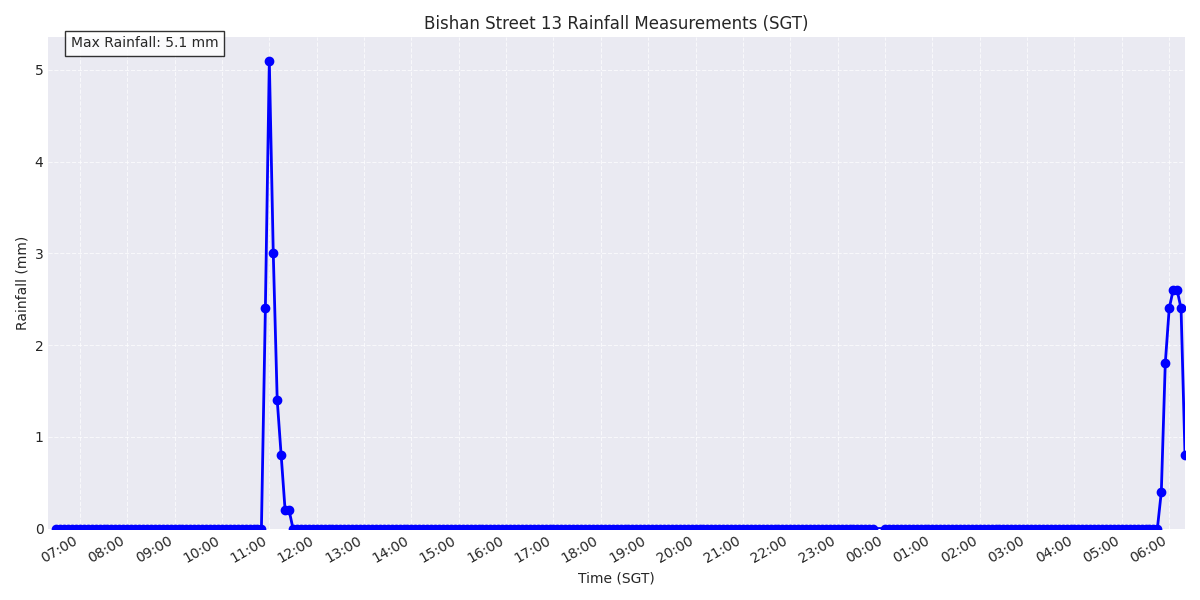 Bishan Street 13 Rainfall Measurements (SGT)
Max Rainfall: 5.1 mm
Rainfall (mm)
5
4
3
2
1
0
07:00 08:00 09:00 10:00 11:00 12:00 13:00 14:00 15:00 16:00 17:00 18:00 19:00 20:00 21:00 22:00 23:00 00:00 01:00 02:00 03:00 04:00 05:00 06:00
Time (SGT)